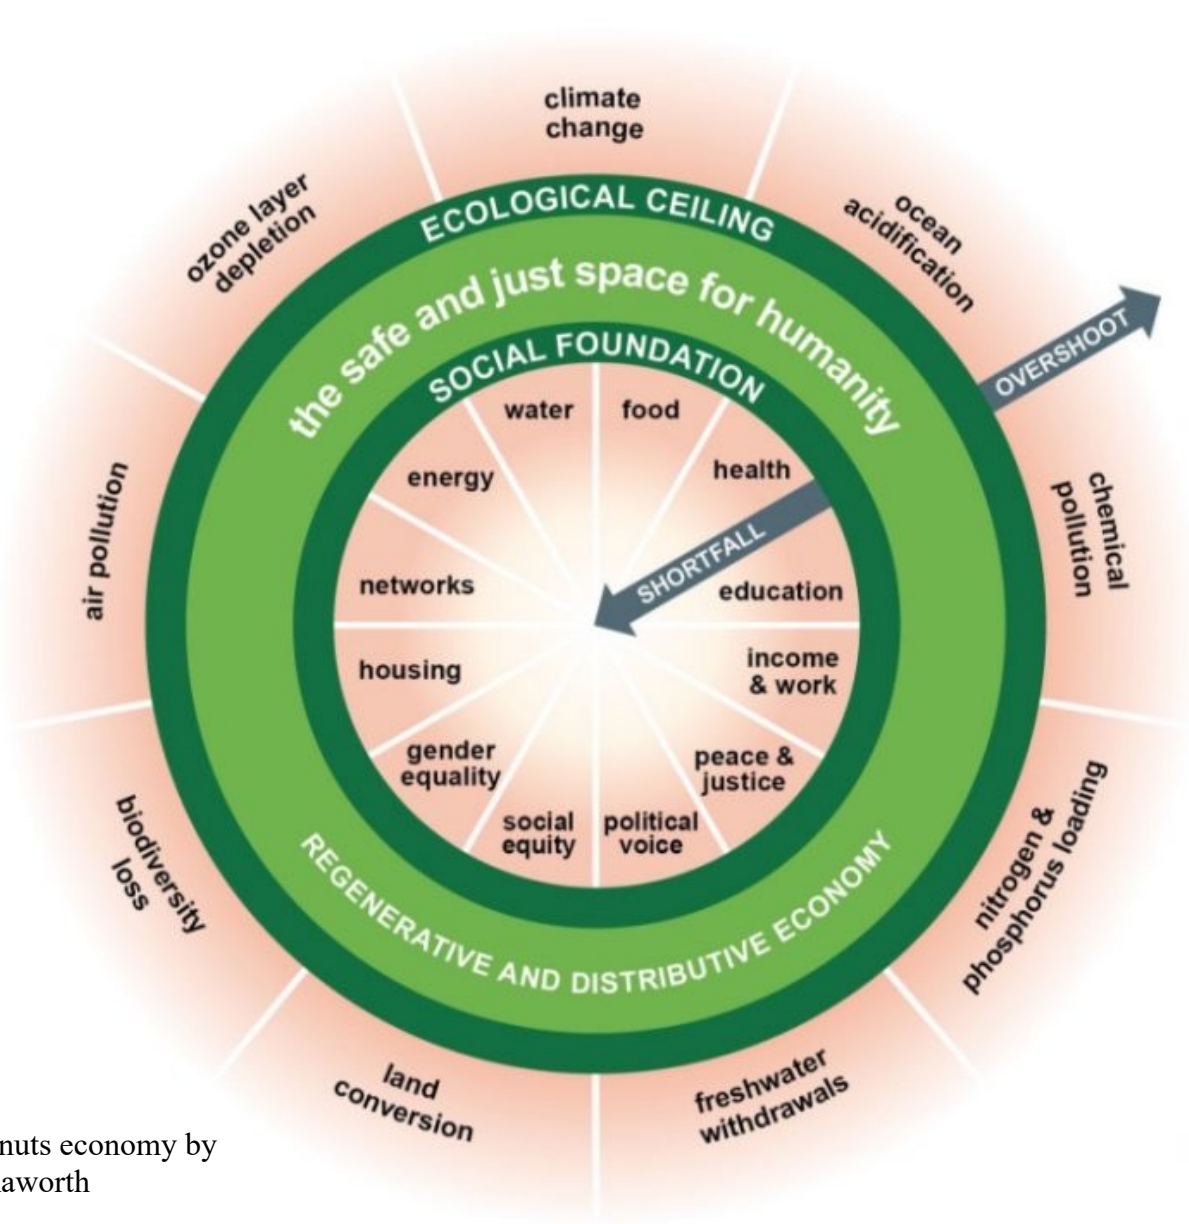 climate
change
ozone layer
depletion
ocean
acidification
ECOLOGICAL CEILING
the safe and just space for humanity
OVERSHOOT
SOCIAL FOUNDATION
water
food
energy
health
SHORTFALL
air pollution
chemical
pollution
networks
education
housing
income
& work
gender
equality
peace &
justice
social
equity
political
voice
biodiversity
loss
nitrogen &
phosphorus loading
REGENERATIVE AND DISTRIBUTIVE ECONOMY
land
conversion
freshwater
withdrawals
nuts economy by
aworth